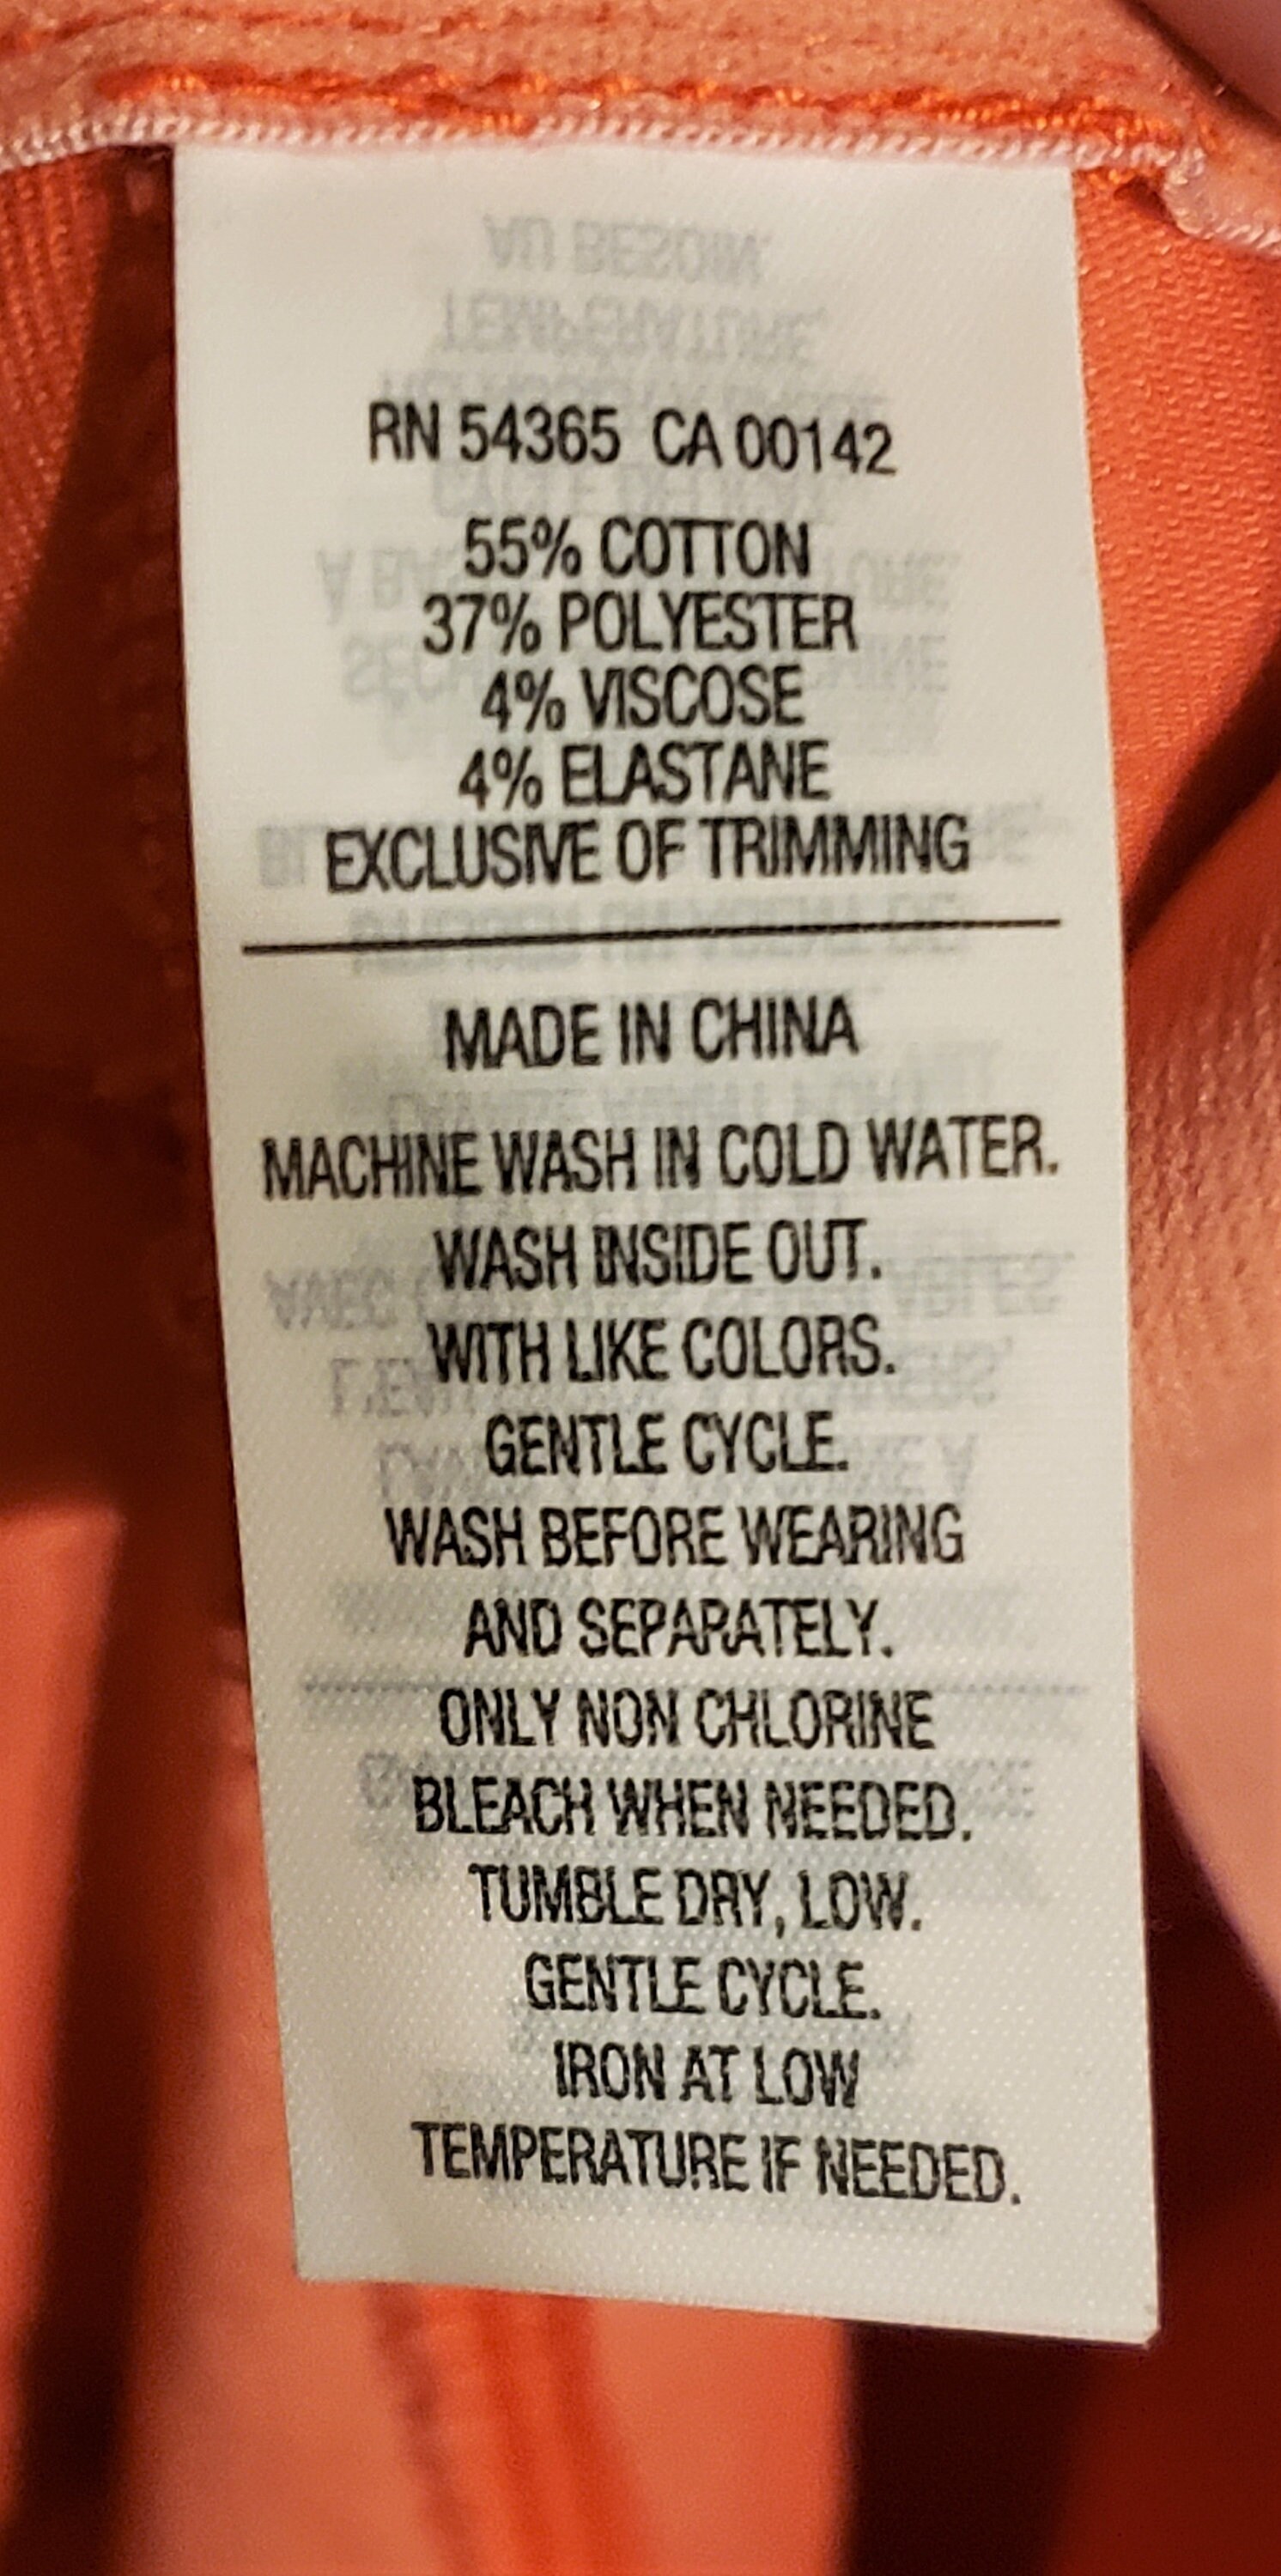 RN 54365 CA 00142
55% COTTON
37% POLYESTER
4% VISCOSE
4% ELASTANE
EXCLUSIVE OF TRIMMING
MADE IN CHINA
MACHINE WASH IN COLD WATER.
WASH INSIDE OUT.
WITH LIKE COLORS.
GENTLE CYCLE.
WASH BEFORE WEARING
AND SEPARATELY.
ONLY NON CHLORINE
BLEACH WHEN NEEDED.
TUMBLE DRY, LOW.
GENTLE CYCLE.
IRON AT LOW
TEMPERATURE IF NEEDED.